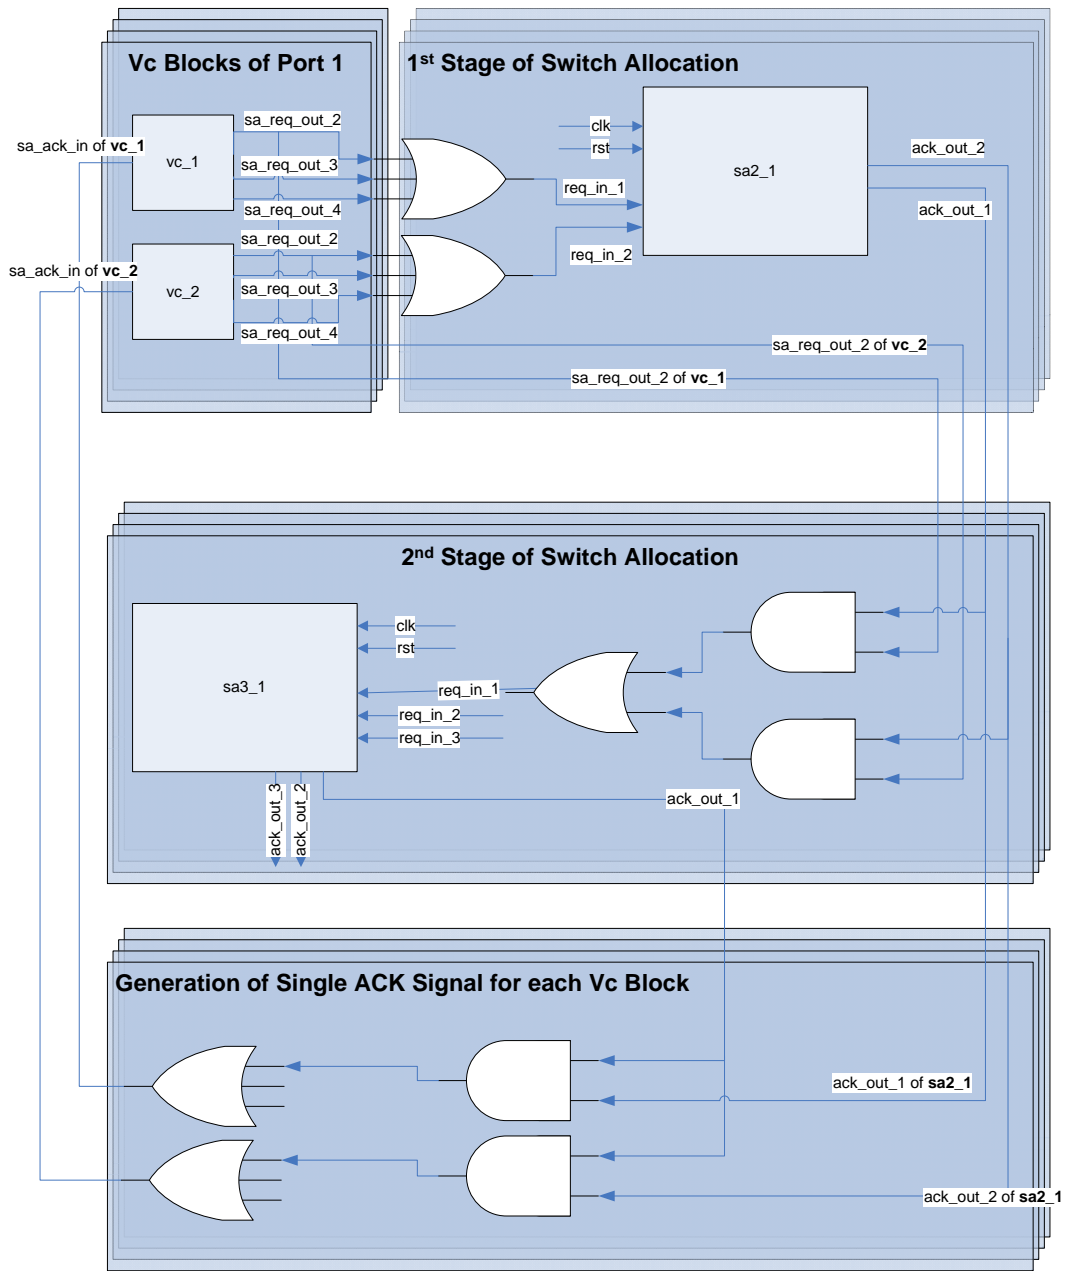 Vc Blocks of Port 1
1st Stage of Switch Allocation
sa_req_out_2
clk
rst
sa_ack_in of vc_1
vc_1
sa_req_out_3
sa2_1
ack_out_2
req_in_1
sa_req_out_4
ack_out_1
sa_req_out_2
req_in_2
sa_ack_in of vc_2
vc_2
sa_req_out_3
sa_req_out_4
sa_req_out_2 of vc_2
sa_req_out_2 of vc_1
2nd Stage of Switch Allocation
clk
rst
sa3_1
req_in_1
req_in_2
req_in_3
ack_out_3
ack_out_2
ack_out_1
Generation of Single ACK Signal for each Vc Block
ack_out_1 of sa2_1
ack_out_2 of sa2_1